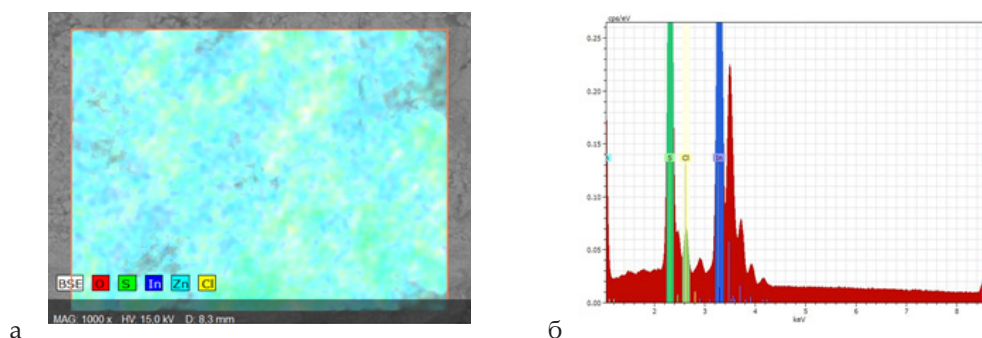 BSE O S In Zn Cl
MAG: 1000 x HV: 15,0 kV D: 8,3 mm
а
cps/eV
0.25
0.20
0.15
S Cl In
0.10
0.05
0.00
2 3 4 5 6 7 8
keV
б